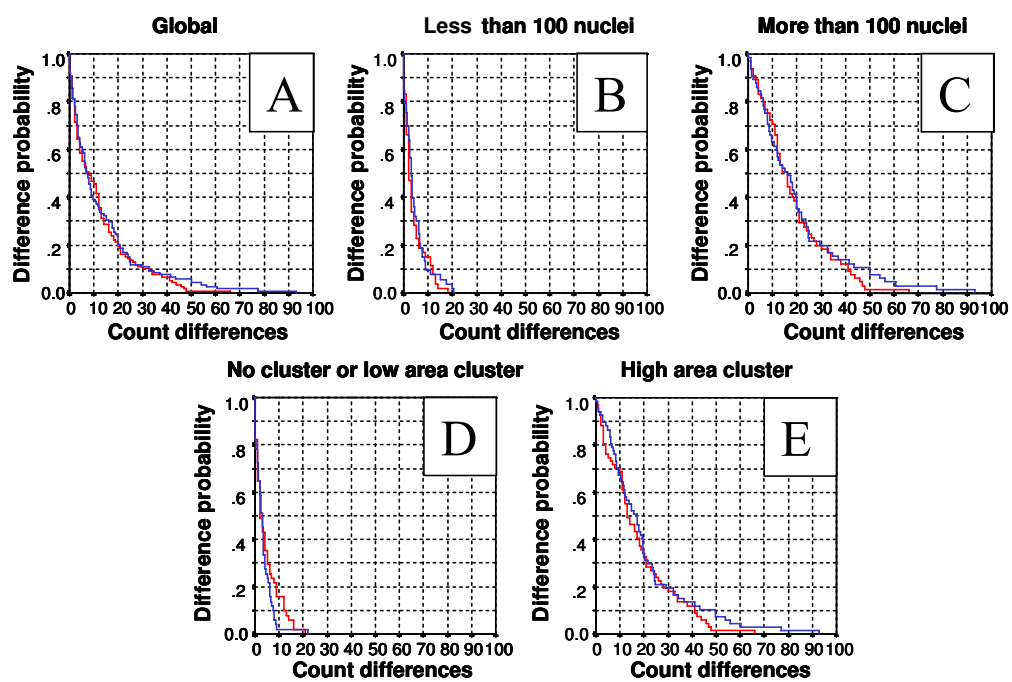 Global
Less than 100 nuclei
More than 100 nuclei
A
B
C
Difference probability
1.0
.8
.6
.4
.2
0.0
0 10 20 30 40 50 60 70 80 90 100
Count differences
Difference probability
1.0
.8
.6
.4
.2
0.0
0 10 20 30 40 50 60 70 80 90 100
Count differences
Difference probability
1.0
.8
.6
.4
.2
0.0
0 10 20 30 40 50 60 70 80 90 100
Count differences
No cluster or low area cluster
High area cluster
D
E
Difference probability
1.0
.8
.6
.4
.2
0.0
0 10 20 30 40 50 60 70 80 90 100
Count differences
Difference probability
1.0
.8
.6
.4
.2
0.0
0 10 20 30 40 50 60 70 80 90 100
Count differences